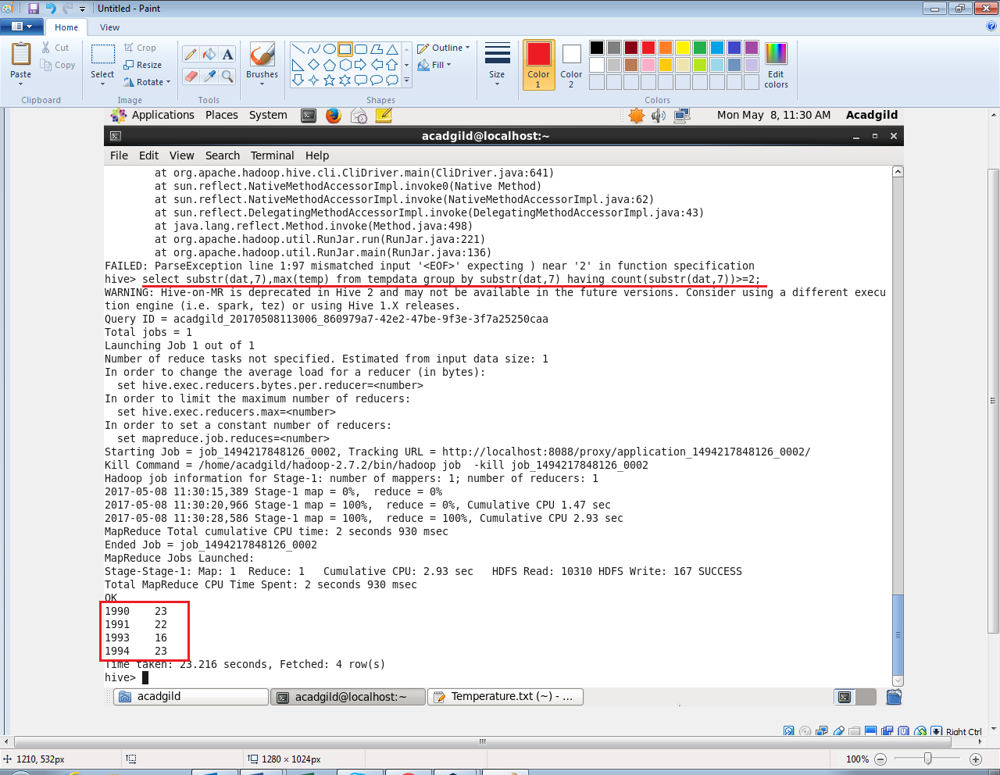 Untitled - Paint
Home View
Paste
Cut
Copy
Clipboard
Select
Crop
Resize
Rotate
Image
Tools
Brushes
Shapes
Outline
Fill
Size
Color 1
Color 2
Edit colors
Colors
Applications Places System Mon May 8, 11:30 AM Acadgild
acadgild@localhost:~
File Edit View Search Terminal Help
at org.apache.hadoop.hive.cli.CliDriver.main(CliDriver.java:641)
at sun.reflect.NativeMethodAccessorImpl.invoke0(Native Method)
at sun.reflect.NativeMethodAccessorImpl.invoke(NativeMethodAccessorImpl.java:62)
at sun.reflect.DelegatingMethodAccessorImpl.invoke(DelegatingMethodAccessorImpl.java:43)
at java.lang.reflect.Method.invoke(Method.java:498)
at org.apache.hadoop.util.RunJar.run(RunJar.java:221)
at org.apache.hadoop.util.RunJar.main(RunJar.java:136)
FAILED: ParseException line 1:97 mismatched input '<EOF>' expecting ) near '2' in function specification
hive> select substr(dat,7),max(temp) from tempdata group by substr(dat,7) having count(substr(dat,7))>=2;
WARNING: Hive-on-MR is deprecated in Hive 2 and may not be available in the future versions. Consider using a different execu
tion engine (i.e. spark, tez) or using Hive 1.X releases.
Query ID = acadgild_20170508113006_860979a7-42e2-47be-9f3e-3f7a25250caa
Total jobs = 1
Launching Job 1 out of 1
Number of reduce tasks not specified. Estimated from input data size: 1
In order to change the average load for a reducer (in bytes):
set hive.exec.reducers.bytes.per.reducer=<number>
In order to limit the maximum number of reducers:
set hive.exec.reducers.max=<number>
In order to set a constant number of reducers:
set mapreduce.job.reduces=<number>
Starting Job = job_1494217848126_0002, Tracking URL = http://localhost:8088/proxy/application_1494217848126_0002/
Kill Command = /home/acadgild/hadoop-2.7.2/bin/hadoop job  -kill job_1494217848126_0002
Hadoop job information for Stage-1: number of mappers: 1; number of reducers: 1
2017-05-08 11:30:15,389 Stage-1 map = 0%,  reduce = 0%
2017-05-08 11:30:20,966 Stage-1 map = 100%,  reduce = 0%, Cumulative CPU 1.47 sec
2017-05-08 11:30:28,586 Stage-1 map = 100%,  reduce = 100%, Cumulative CPU 2.93 sec
MapReduce Total cumulative CPU time: 2 seconds 930 msec
Ended Job = job_1494217848126_0002
MapReduce Jobs Launched:
Stage-Stage-1: Map: 1  Reduce: 1   Cumulative CPU: 2.93 sec   HDFS Read: 10310 HDFS Write: 167 SUCCESS
Total MapReduce CPU Time Spent: 2 seconds 930 msec
OK
1990 23
1991 22
1993 16
1994 23
Time taken: 23.216 seconds, Fetched: 4 row(s)
hive>
acadgild acadgild@localhost:~ Temperature.txt (~) - ...
Right Ctrl
1210, 532px 1280 × 1024px 100%